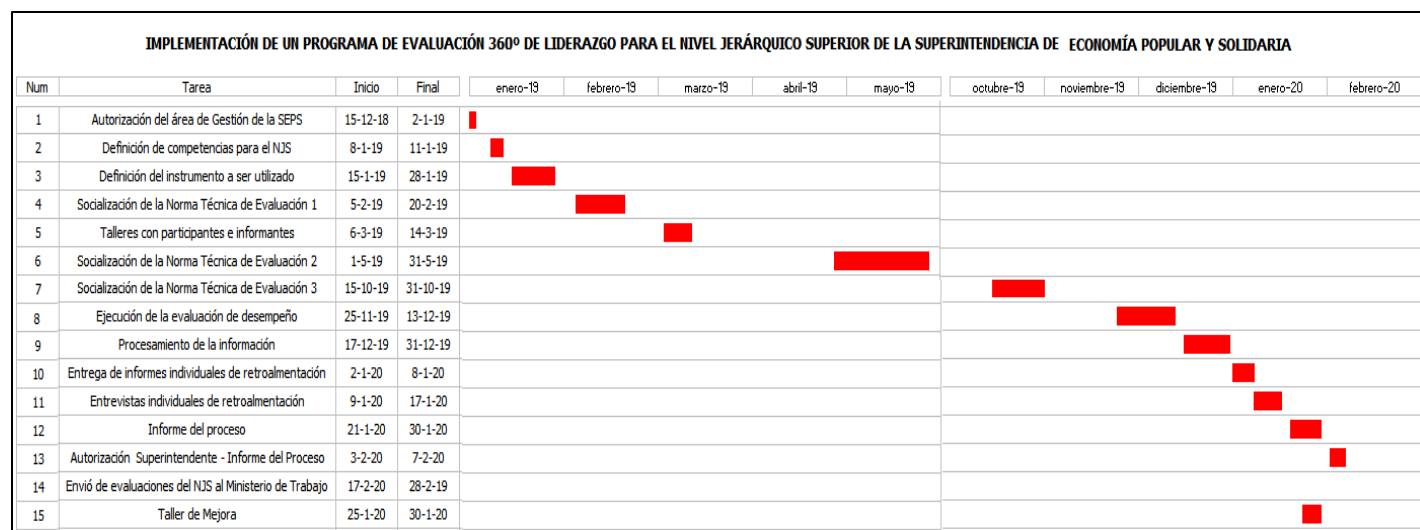 IMPLEMENTACIÓN DE UN PROGRAMA DE EVALUACIÓN 360º DE LIDERAZGO PARA EL NIVEL JERÁRQUICO SUPERIOR DE LA SUPERINTENDENCIA DE ECONOMÍA POPULAR Y SOLIDARIA
Num Tarea Inicio Final enero-19 febrero-19 marzo-19 abril-19 mayo-19 octubre-19 noviembre-19 diciembre-19 enero-20 febrero-20
1 Autorización del área de Gestión de la SEPS 15-12-18 2-1-19
2 Definición de competencias para el NJS 8-1-19 11-1-19
3 Definición del instrumento a ser utilizado 15-1-19 28-1-19
4 Socialización de la Norma Técnica de Evaluación 1 5-2-19 20-2-19
5 Talleres con participantes e informantes 6-3-19 14-3-19
6 Socialización de la Norma Técnica de Evaluación 2 1-5-19 31-5-19
7 Socialización de la Norma Técnica de Evaluación 3 15-10-19 31-10-19
8 Ejecución de la evaluación de desempeño 25-11-19 13-12-19
9 Procesamiento de la información 17-12-19 31-12-19
10 Entrega de informes individuales de retroalimentación 2-1-20 8-1-20
11 Entrevistas individuales de retroalimentación 9-1-20 17-1-20
12 Informe del proceso 21-1-20 30-1-20
13 Autorización Superintendente - Informe del Proceso 3-2-20 7-2-20
14 Envió de evaluaciones del NJS al Ministerio de Trabajo 17-2-20 28-2-19
15 Taller de Mejora 25-1-20 30-1-20